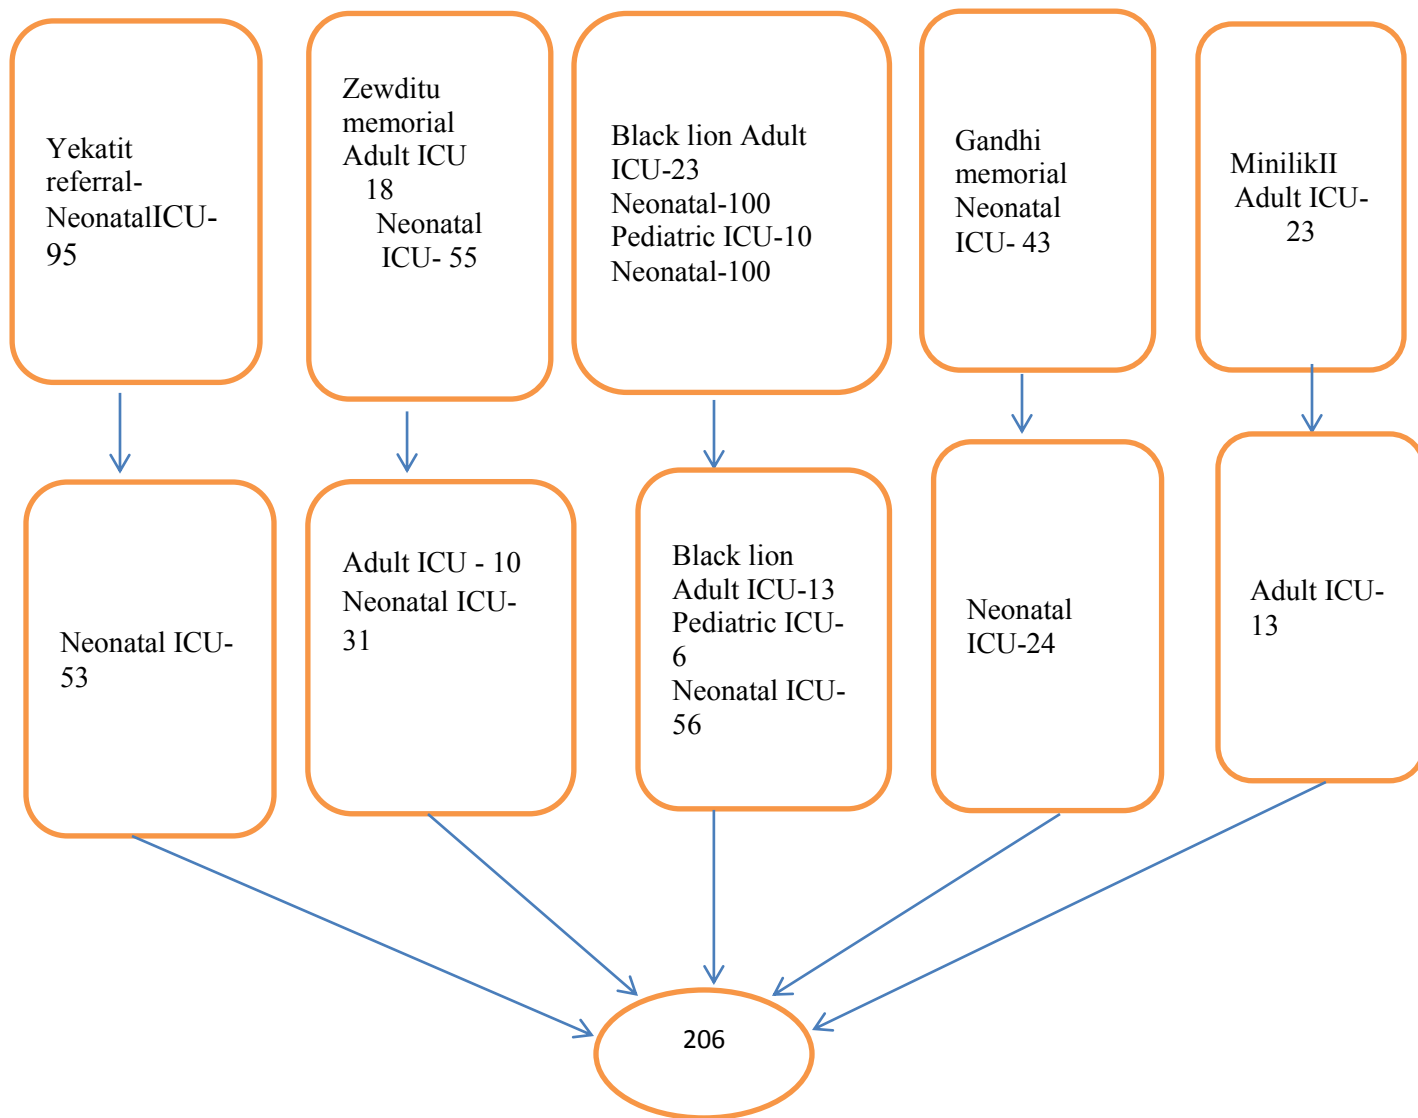 Yekatit
referral-
NeonatalICU-
95
Zewditu
memorial
Adult ICU
18
Neonatal
ICU- 55
Black lion Adult
ICU-23
Neonatal-100
Pediatric ICU-10
Neonatal-100
Gandhi
memorial
Neonatal
ICU- 43
MinilikII
Adult ICU-
23
Neonatal ICU-
53
Adult ICU - 10
Neonatal ICU-
31
Black lion
Adult ICU-13
Pediatric ICU-
6
Neonatal ICU-
56
Neonatal
ICU-24
Adult ICU-
13
206